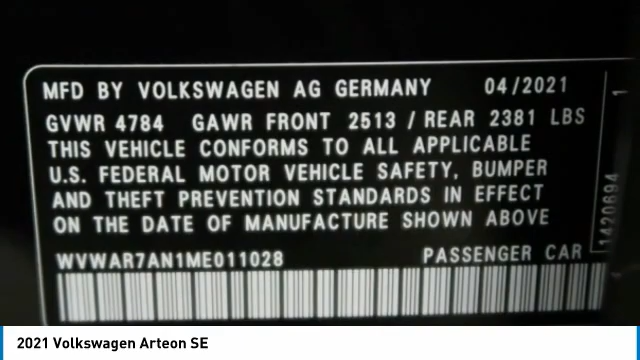 MFD BY VOLKSWAGEN AG GERMANY 04/2021
GVWR 4784 GAWR FRONT 2513 / REAR 2381 LBS
THIS VEHICLE CONFORMS TO ALL APPLICABLE
U.S. FEDERAL MOTOR VEHICLE SAFETY, BUMPER
AND THEFT PREVENTION STANDARDS IN EFFECT
ON THE DATE OF MANUFACTURE SHOWN ABOVE
WVWAR7AN1ME011028 PASSENGER CAR
1420694
1
2021 Volkswagen Arteon SE